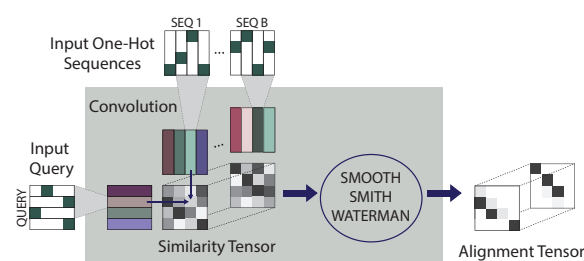 SEQ 1
SEQ B
Input One-Hot
Sequences
...
Convolution
...
Input
Query
QUERY
SMOOTH
SMITH
WATERMAN
Similarity Tensor
Alignment Tensor